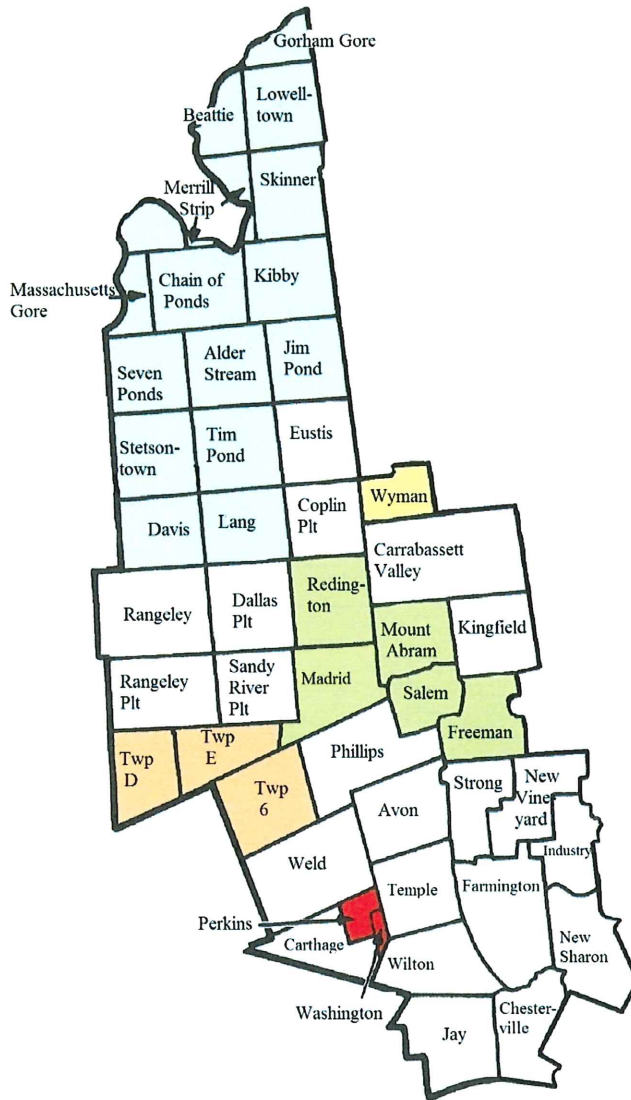 Gorham Gore
Lowell-
town
Beattie
Skinner
Merrill
Strip
Massachusetts
Gore
Chain of
Ponds
Kibby
Seven
Ponds
Alder
Stream
Jim
Pond
Stetson-
town
Tim
Pond
Eustis
Wyman
Davis
Lang
Coplin
Plt
Carrabassett
Valley
Rangeley
Dallas
Plt
Reding-
ton
Mount
Abram
Kingfield
Rangeley
Plt
Sandy
River
Plt
Madrid
Salem
Freeman
Twp
D
Twp
E
Phillips
Twp
6
Strong
New
Vine-
yard
Avon
Industry
Weld
Temple
Farmington
Perkins
Carthage
Wilton
New
Sharon
Washington
Jay
Chester-
ville